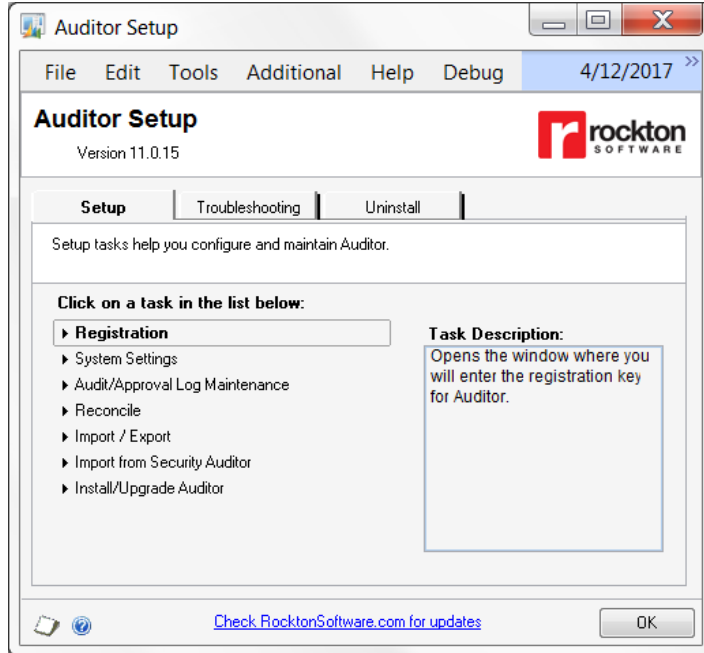 Auditor Setup
File Edit Tools Additional Help Debug 4/12/2017 »
Auditor Setup
Version 11.0.15
rockton
SOFTWARE
Setup Troubleshooting Uninstall
Setup tasks help you configure and maintain Auditor.
Click on a task in the list below:
Registration
System Settings
Audit/Approval Log Maintenance
Reconcile
Import / Export
Import from Security Auditor
Install/Upgrade Auditor
Task Description:
Opens the window where you
will enter the registration key
for Auditor.
Check RocktonSoftware.com for updates
OK